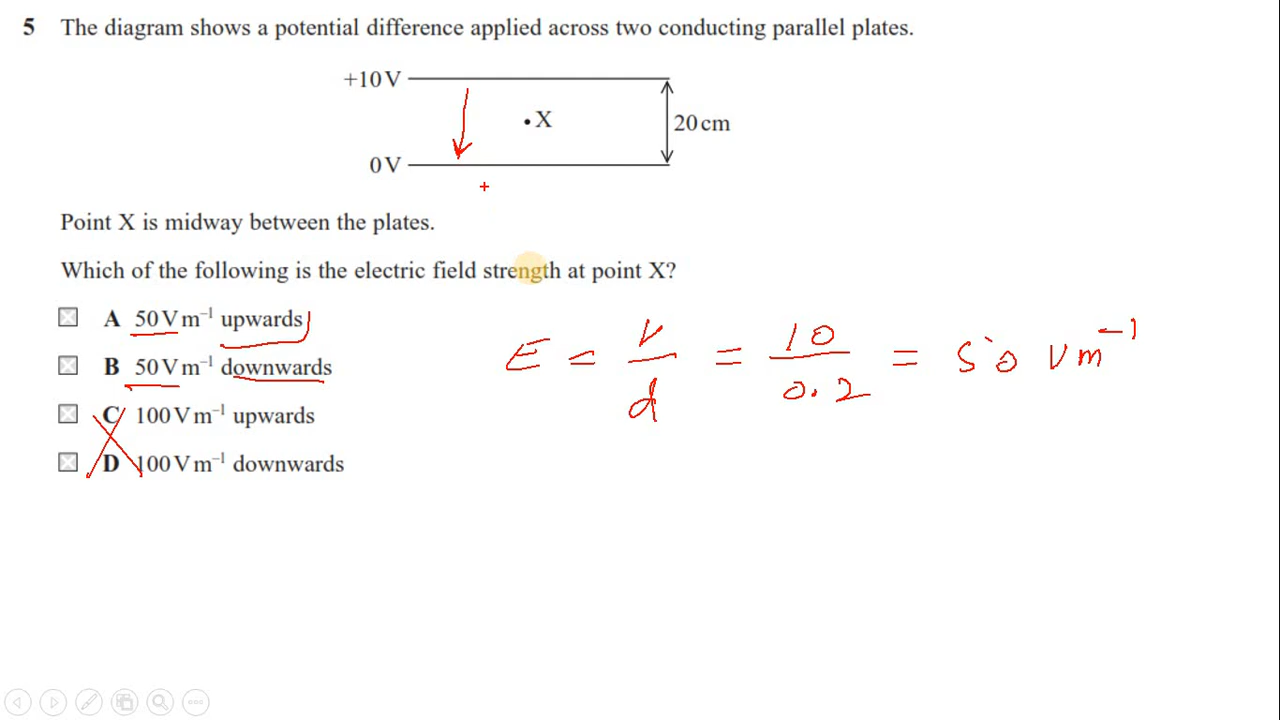 5 The diagram shows a potential difference applied across two conducting parallel plates.
+10 V
• X
20 cm
0 V
+
Point X is midway between the plates.
Which of the following is the electric field strength at point X?
A 50 V m⁻¹ upwards
B 50 V m⁻¹ downwards
C 100 V m⁻¹ upwards
D 100 V m⁻¹ downwards
E = V/d = 10/0.2 = 50 Vm⁻¹